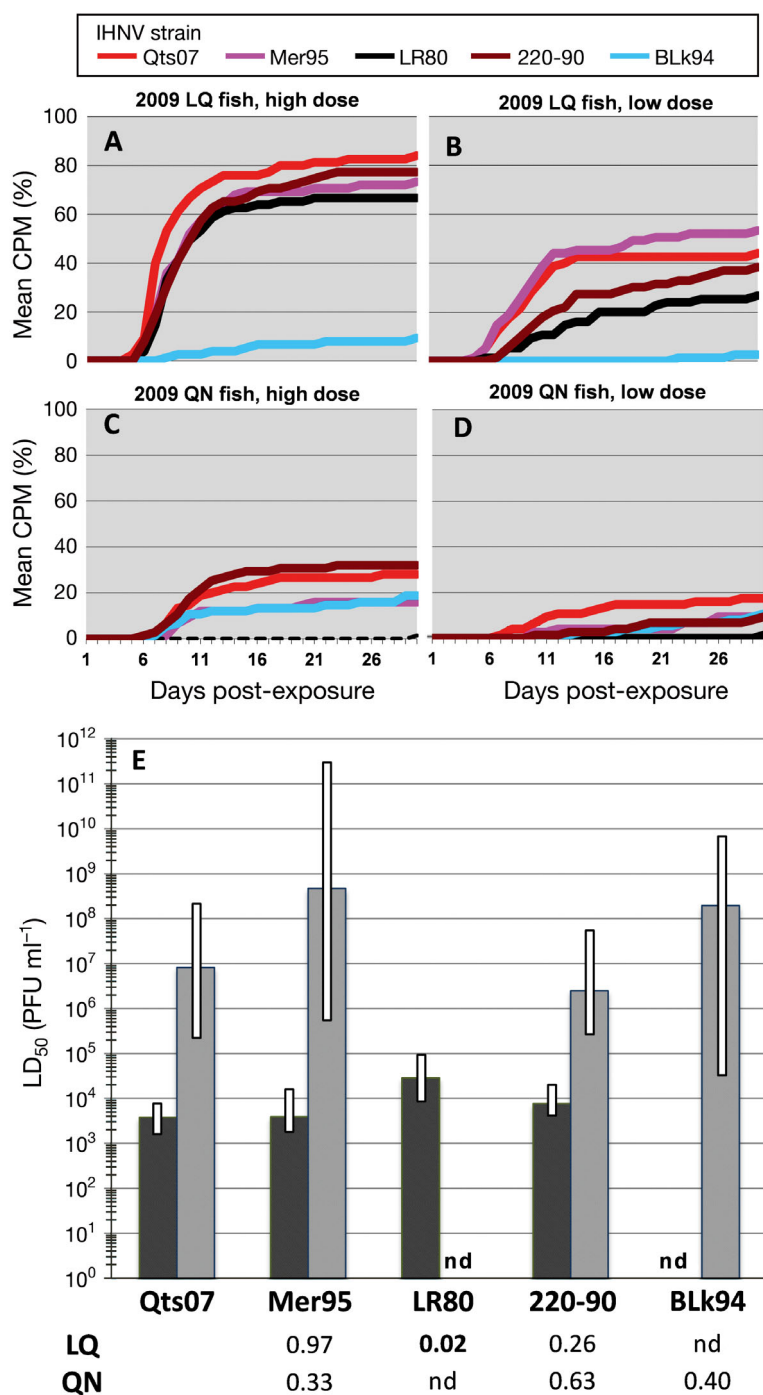 IHNV strain
Qts07 Mer95 LR80 220-90 BLk94
2009 LQ fish, high dose 2009 LQ fish, low dose
A B
100
80
60
40
20
0
Mean CPM (%)
2009 QN fish, high dose 2009 QN fish, low dose
C D
100
80
60
40
20
0
Mean CPM (%)
1 6 11 16 21 26 1 6 11 16 21 26
Days post-exposure Days post-exposure
E
10¹²
10¹¹
10¹⁰
10⁹
10⁸
10⁷
10⁶
10⁵
10⁴
10³
10²
10¹
10⁰
LD₅₀ (PFU ml⁻¹)
nd nd
Qts07 Mer95 LR80 220-90 BLk94
LQ 0.97 0.02 0.26 nd
QN 0.33 nd 0.63 0.40